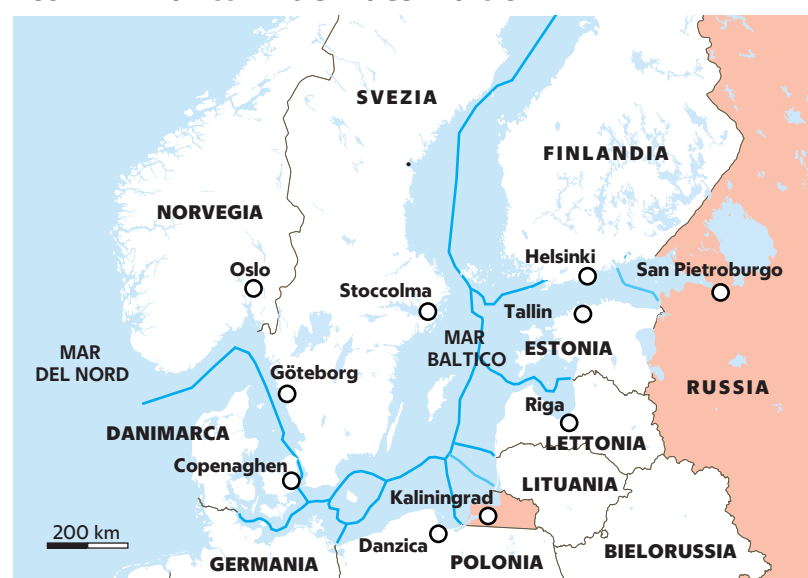 SVEZIA
FINLANDIA
NORVEGIA
Helsinki
Oslo
San Pietroburgo
Stoccolma
Tallin
MAR
BALTICO
ESTONIA
MAR
DEL NORD
Göteborg
RUSSIA
Riga
DANIMARCA
LETTONIA
Copenaghen
LITUANIA
Kaliningrad
200 km
Danzica
BIELORUSSIA
GERMANIA
POLONIA